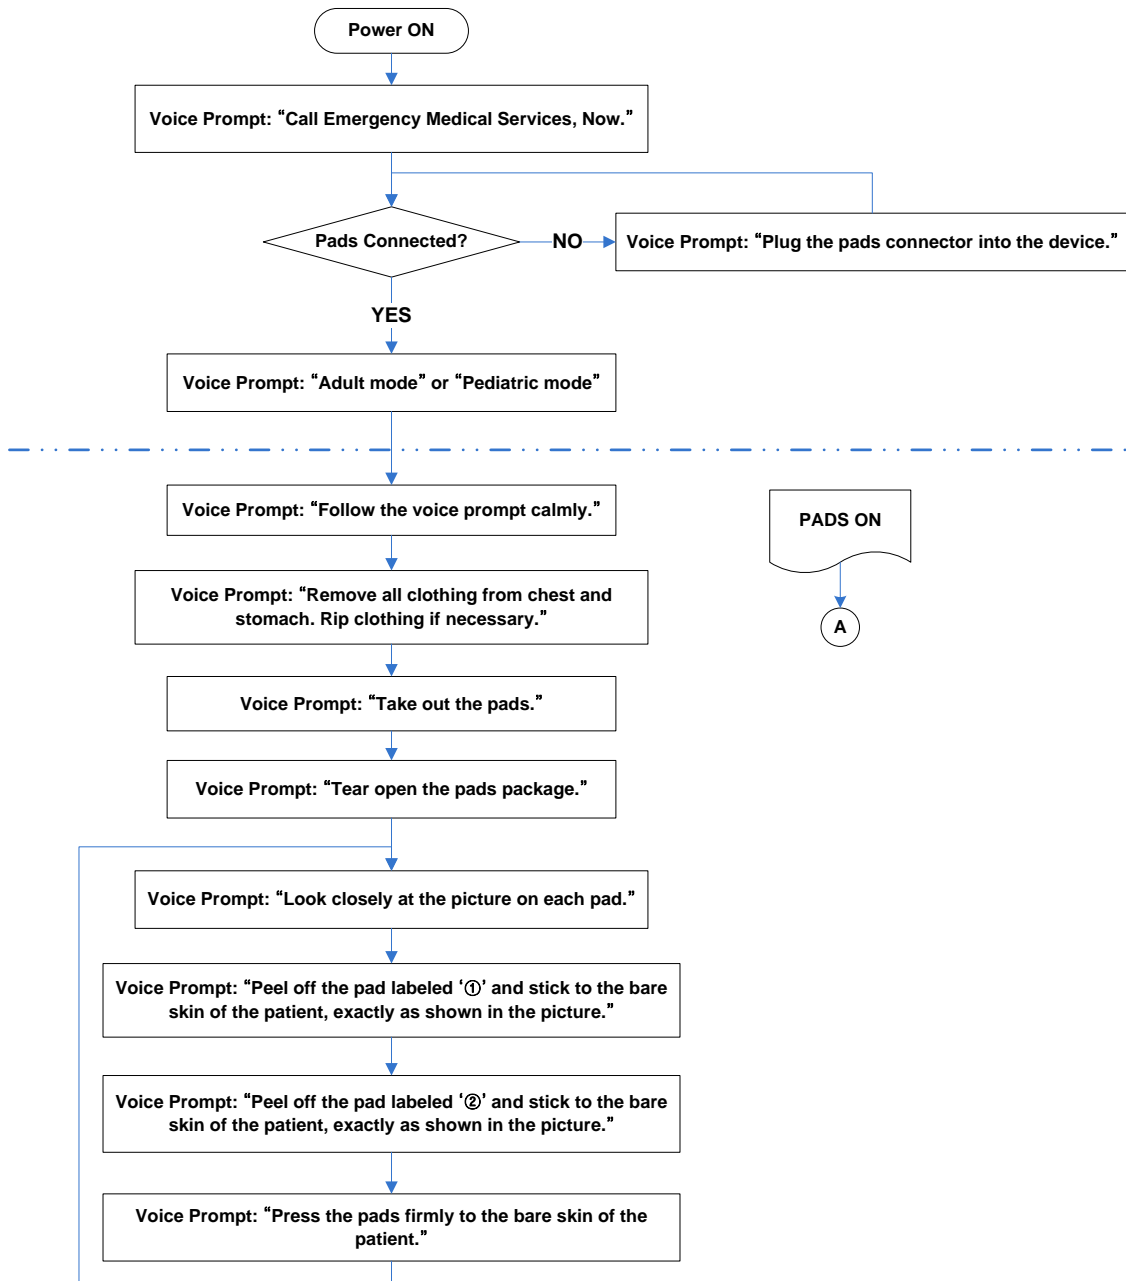 Power ON
Voice Prompt: “Call Emergency Medical Services, Now.”
Pads Connected?
NO
Voice Prompt: “Plug the pads connector into the device.”
YES
Voice Prompt: “Adult mode” or “Pediatric mode”
Voice Prompt: “Follow the voice prompt calmly.”
PADS ON
A
Voice Prompt: “Remove all clothing from chest and
stomach. Rip clothing if necessary.”
Voice Prompt: “Take out the pads.”
Voice Prompt: “Tear open the pads package.”
Voice Prompt: “Look closely at the picture on each pad.”
Voice Prompt: “Peel off the pad labeled ‘①’ and stick to the bare
skin of the patient, exactly as shown in the picture.”
Voice Prompt: “Peel off the pad labeled ‘②’ and stick to the bare
skin of the patient, exactly as shown in the picture.”
Voice Prompt: “Press the pads firmly to the bare skin of the
patient.”